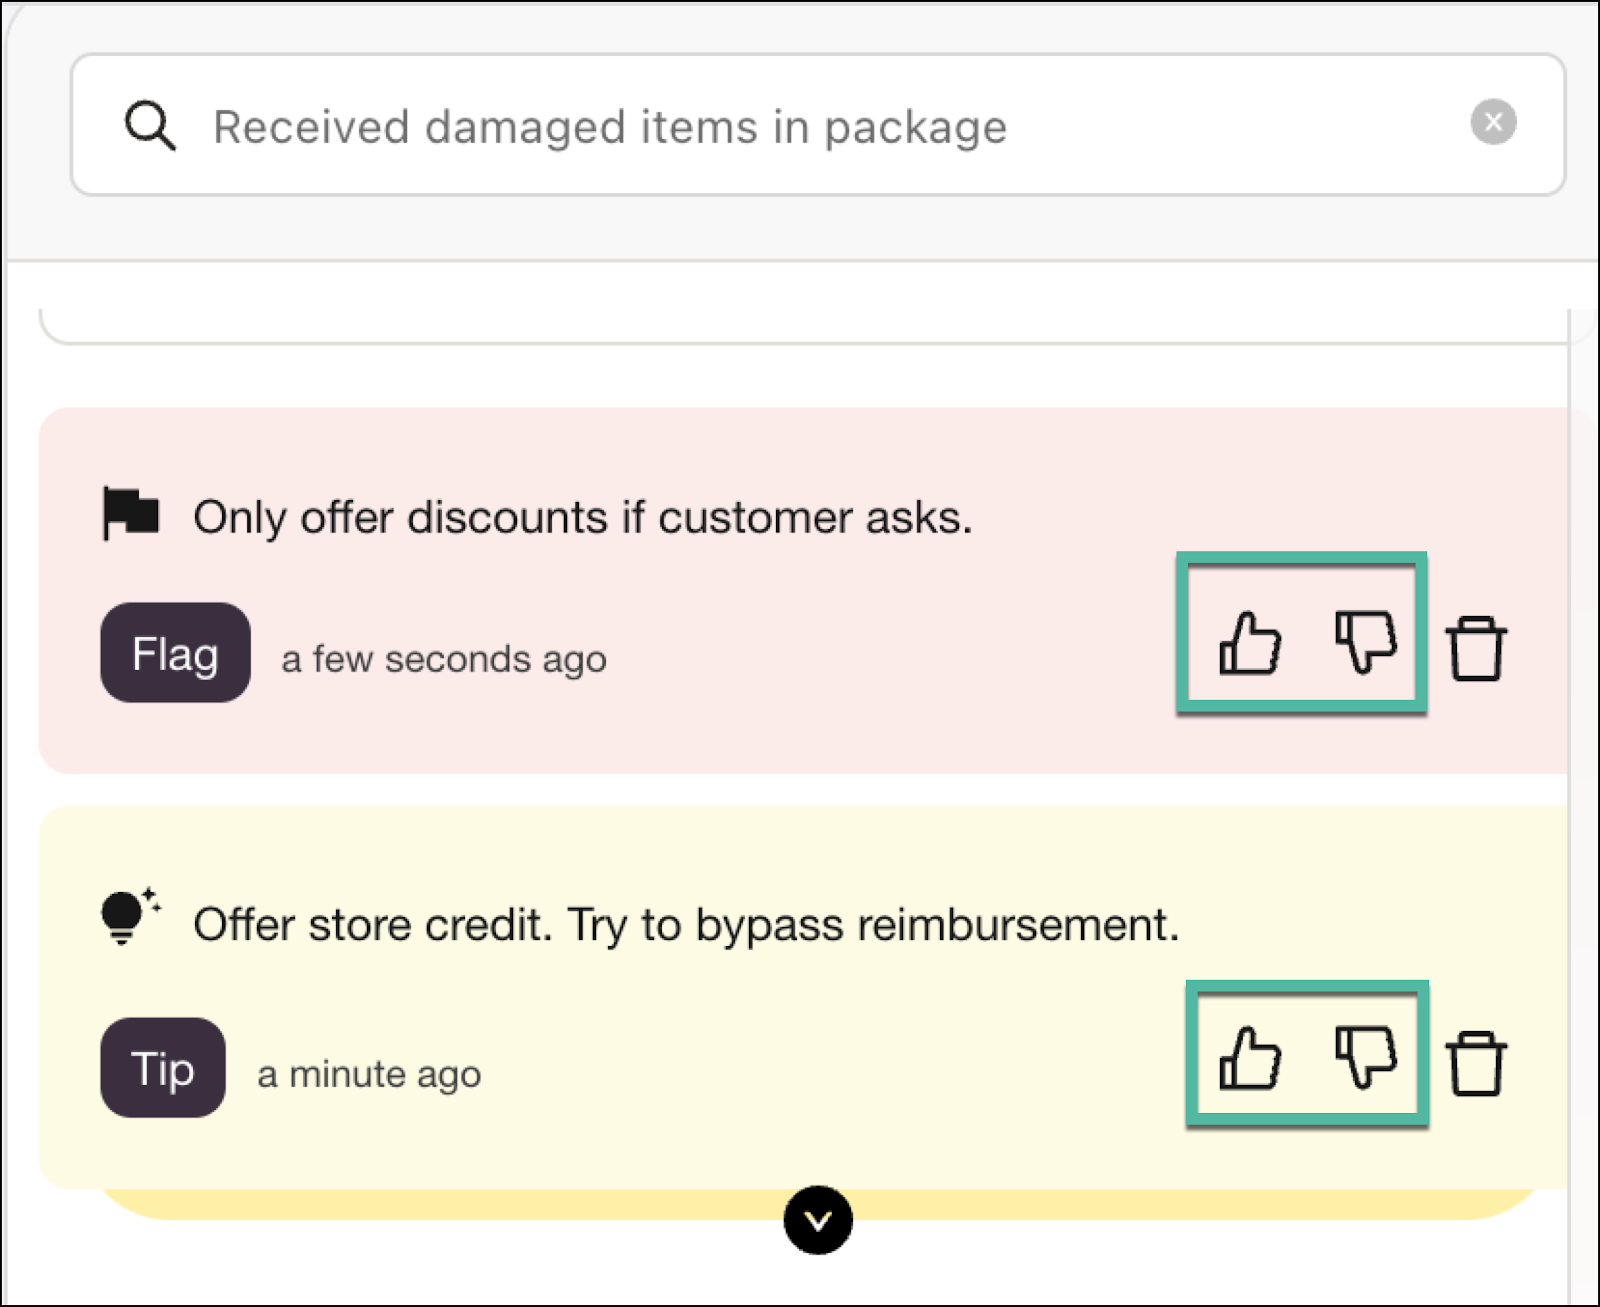 Received damaged items in package
Only offer discounts if customer asks.
Flag a few seconds ago
Offer store credit. Try to bypass reimbursement.
Tip a minute ago